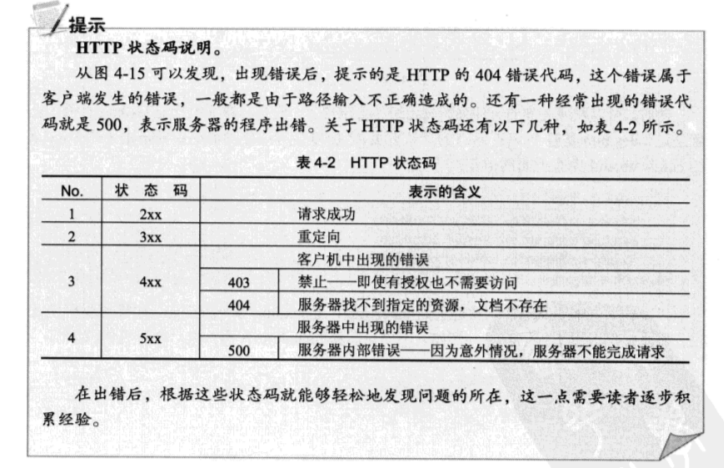 提示
HTTP 状态码说明。
从图 4-15 可以发现，出现错误后，提示的是 HTTP 的 404 错误代码，这个错误属于
客户端发生的错误，一般都是由于路径输入不正确造成的。还有一种经常出现的错误代
码就是 500，表示服务器的程序出错。关于 HTTP 状态码还有以下几种，如表 4-2 所示。
表 4-2 HTTP 状态码
No. 状 态 码 表示的含义
1 2xx 请求成功
2 3xx 重定向
客户机中出现的错误
3 4xx 403 禁止——即使有授权也不需要访问
404 服务器找不到指定的资源，文档不存在
服务器中出现的错误
4 5xx
500 服务器内部错误——因为意外情况，服务器不能完成请求
在出错后，根据这些状态码就能够轻松地发现问题的所在，这一点需要读者逐步积
累经验。